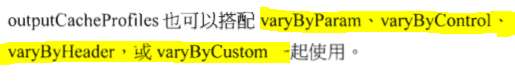 outputCacheProfiles 也可以搭配 varyByParam、varyByControl、
varyByHeader，或 varyByCustom 一起使用。